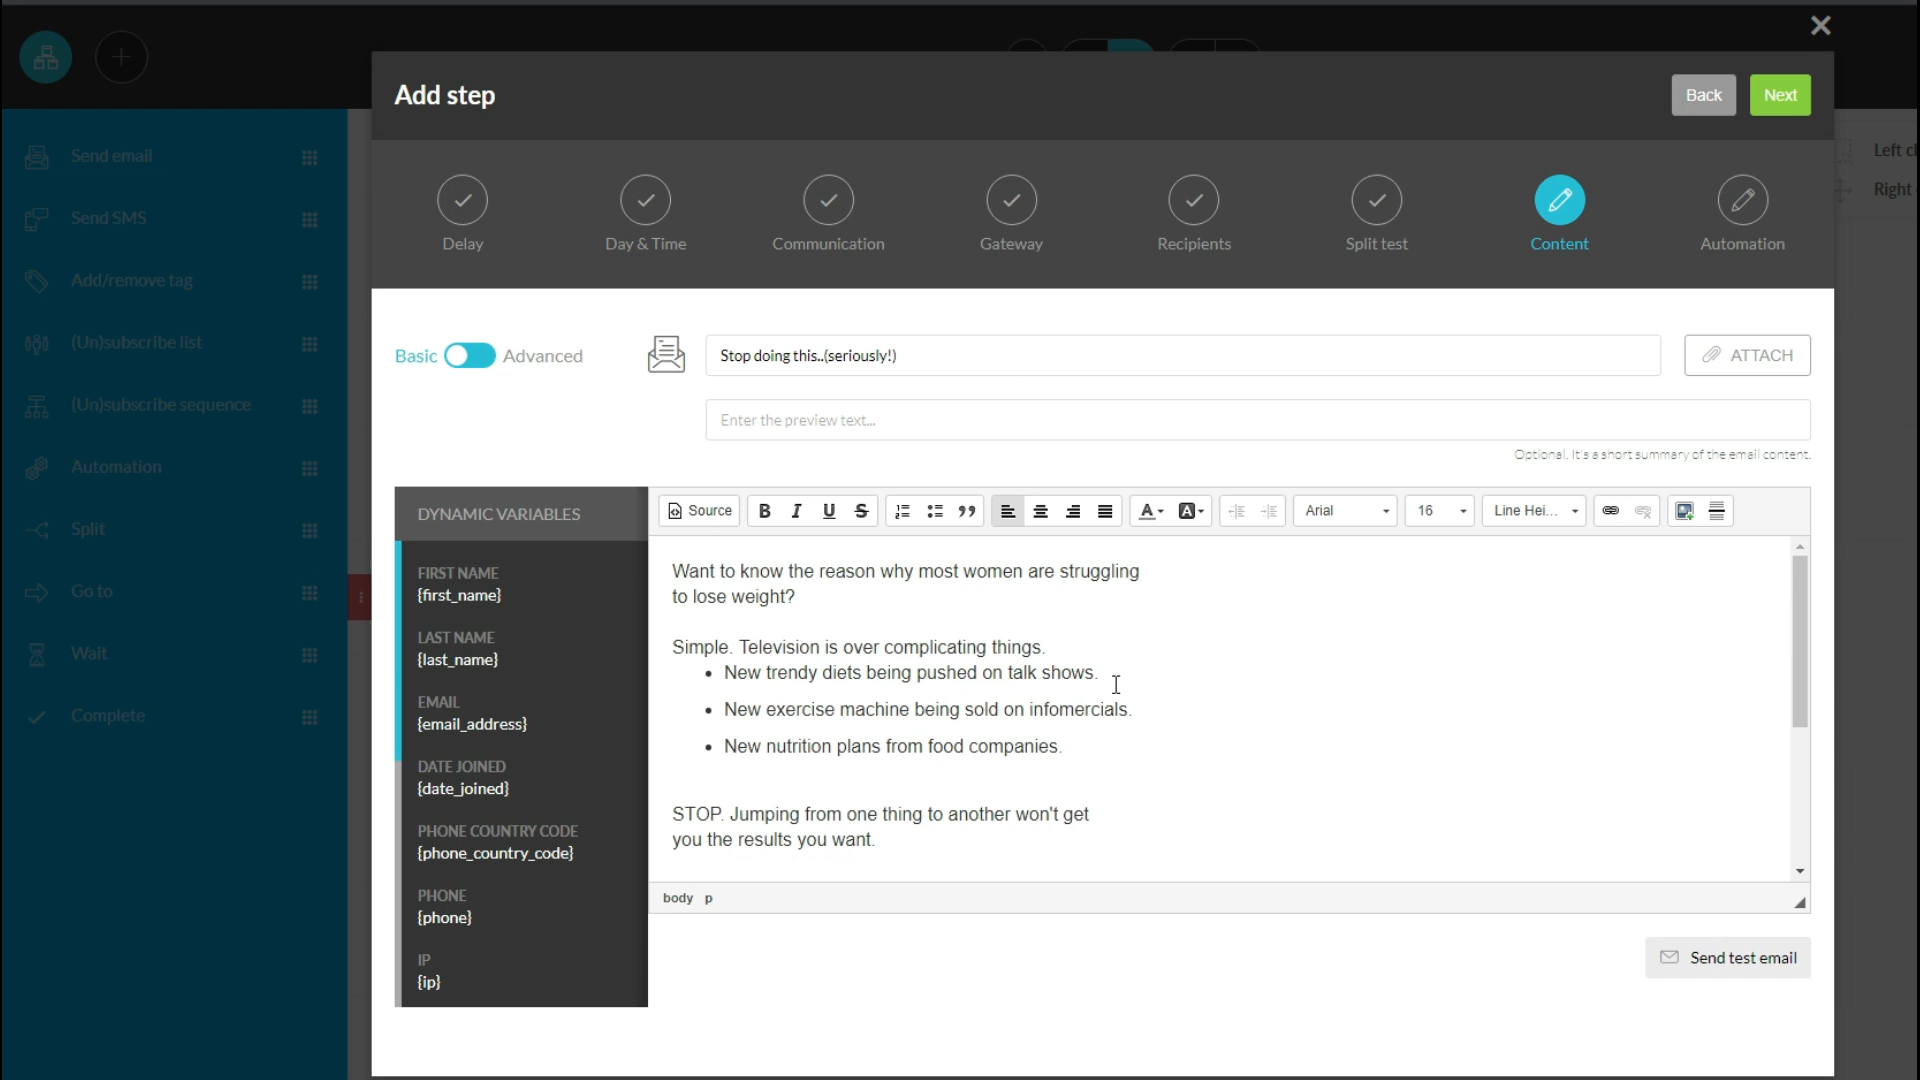 Add step
Back
Next
Send email
Send SMS
Add/remove tag
(Un)subscribe list
(Un)subscribe sequence
Automation
Split
Go to
Wait
Complete
Left cl
Right
Delay
Day & Time
Communication
Gateway
Recipients
Split test
Content
Automation
Basic
Advanced
Stop doing this..(seriously!)
ATTACH
Enter the preview text...
Optional. It's a short summary of the email content.
DYNAMIC VARIABLES
FIRST NAME
{first_name}
LAST NAME
{last_name}
EMAIL
{email_address}
DATE JOINED
{date_joined}
PHONE COUNTRY CODE
{phone_country_code}
PHONE
{phone}
IP
{ip}
Source
B I U S
A A
Arial
16
Line Hei...
Want to know the reason why most women are struggling
to lose weight?
Simple. Television is over complicating things.
• New trendy diets being pushed on talk shows.
• New exercise machine being sold on infomercials.
• New nutrition plans from food companies.
STOP. Jumping from one thing to another won't get
you the results you want.
body p
Send test email